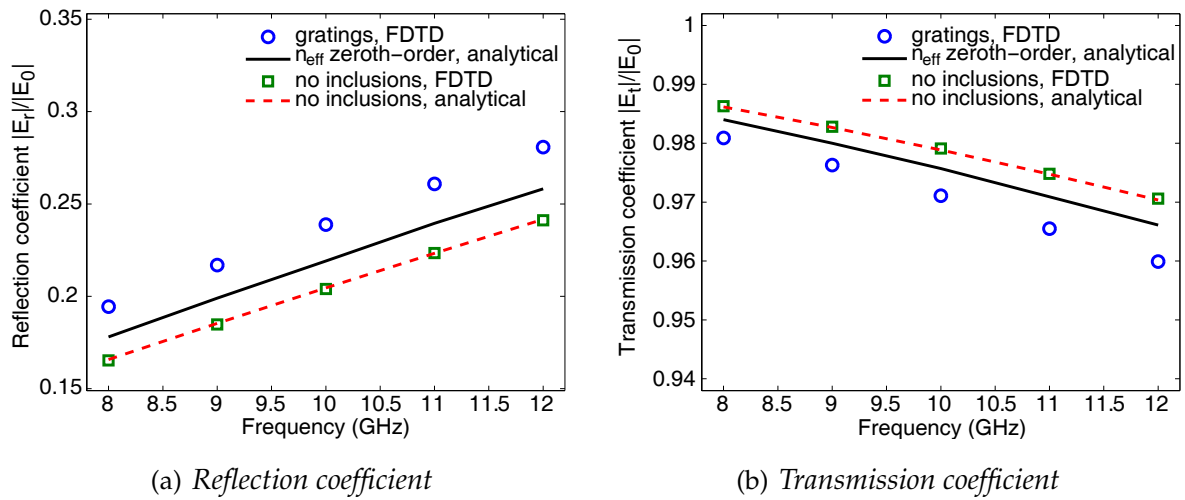 0.35
0.3
0.25
0.2
0.15
Reflection coefficient |E_r|/|E_0|
gratings, FDTD
n_eff zeroth−order, analytical
no inclusions, FDTD
no inclusions, analytical
8 8.5 9 9.5 10 10.5 11 11.5 12
Frequency (GHz)
(a) Reflection coefficient
1
0.99
0.98
0.97
0.96
0.95
0.94
Transmission coefficient |E_t|/|E_0|
gratings, FDTD
n_eff zeroth−order, analytical
no inclusions, FDTD
no inclusions, analytical
8 8.5 9 9.5 10 10.5 11 11.5 12
Frequency (GHz)
(b) Transmission coefficient